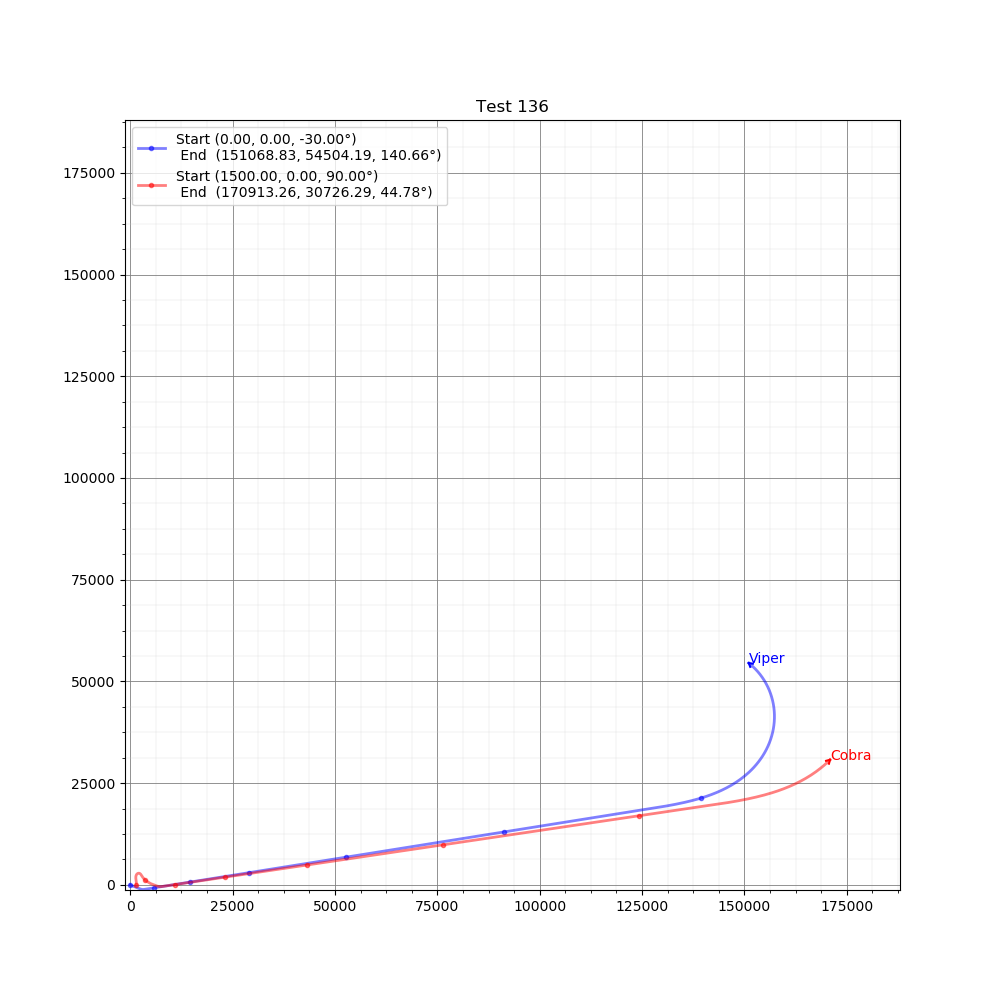 Test 136
Start (0.00, 0.00, -30.00°)
End (151068.83, 54504.19, 140.66°)
Start (1500.00, 0.00, 90.00°)
End (170913.26, 30726.29, 44.78°)
175000
150000
125000
100000
75000
50000
25000
0
Viper
Cobra
0 25000 50000 75000 100000 125000 150000 175000